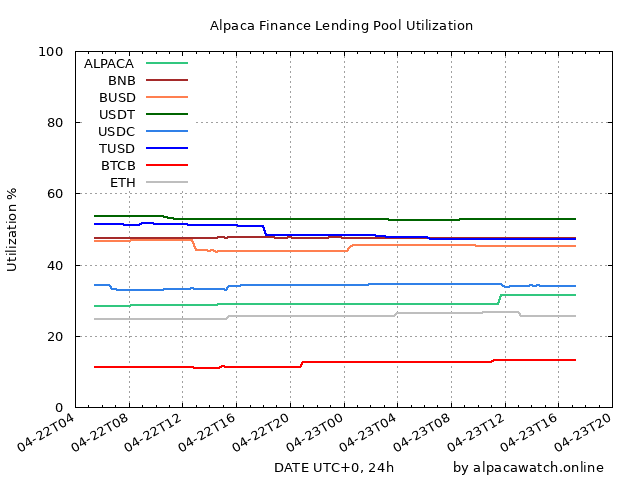 Alpaca Finance Lending Pool Utilization
Utilization %
100
80
60
40
20
0
ALPACA
BNB
BUSD
USDT
USDC
TUSD
BTCB
ETH
04-22T04
04-22T08
04-22T12
04-22T16
04-22T20
04-23T00
04-23T04
04-23T08
04-23T12
04-23T16
04-23T20
DATE UTC+0, 24h
by alpacawatch.online